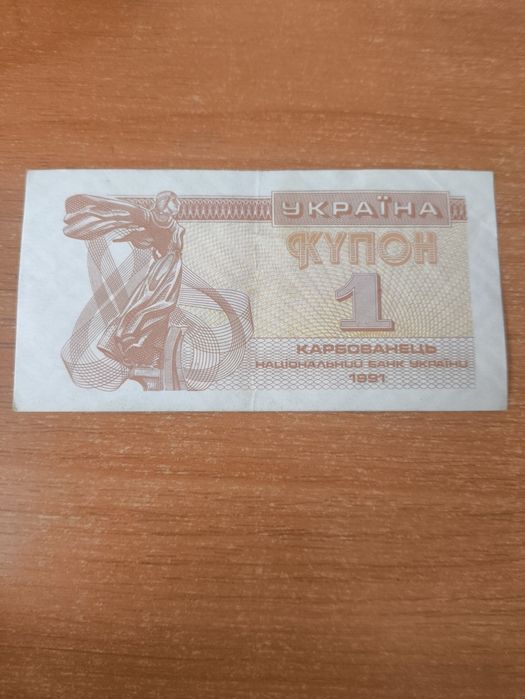 УКРАЇНА
КУПОН
1
КАРБОВАНЕЦЬ
НАЦІОНАЛЬНИЙ БАНК УКРАЇНИ
1991